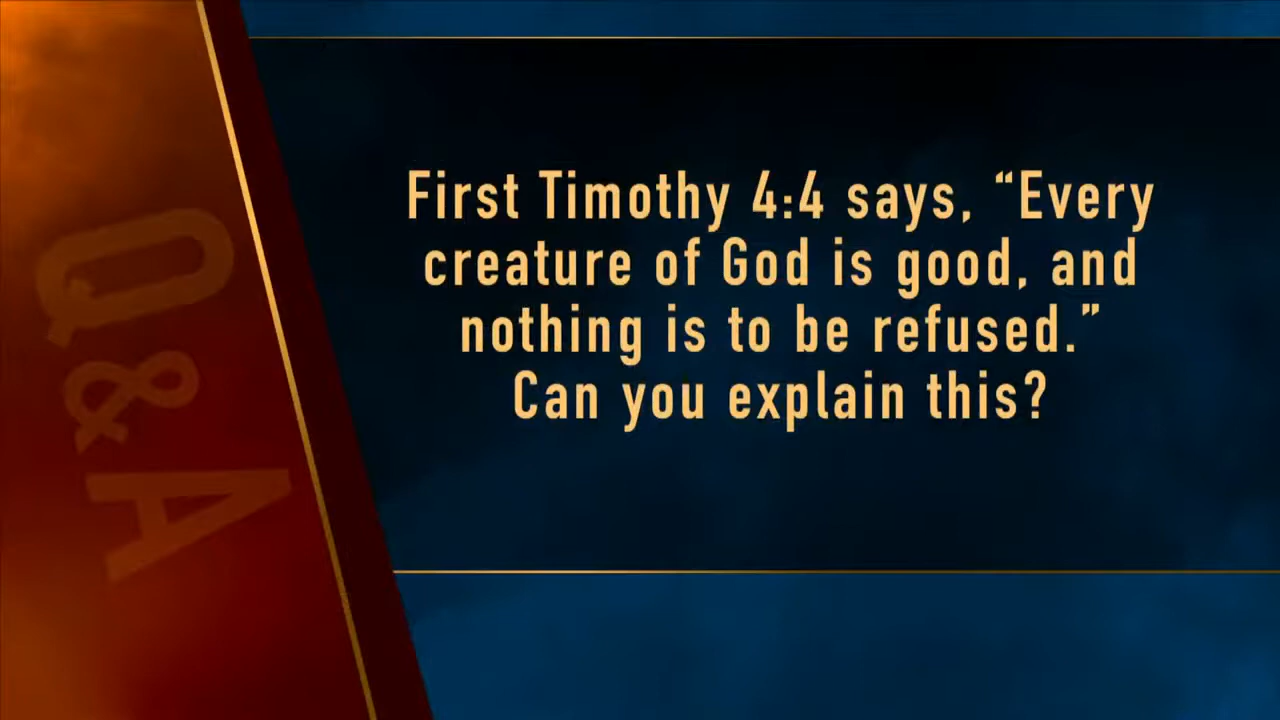 First Timothy 4:4 says, “Every
creature of God is good, and
nothing is to be refused.”
Can you explain this?
Q&A